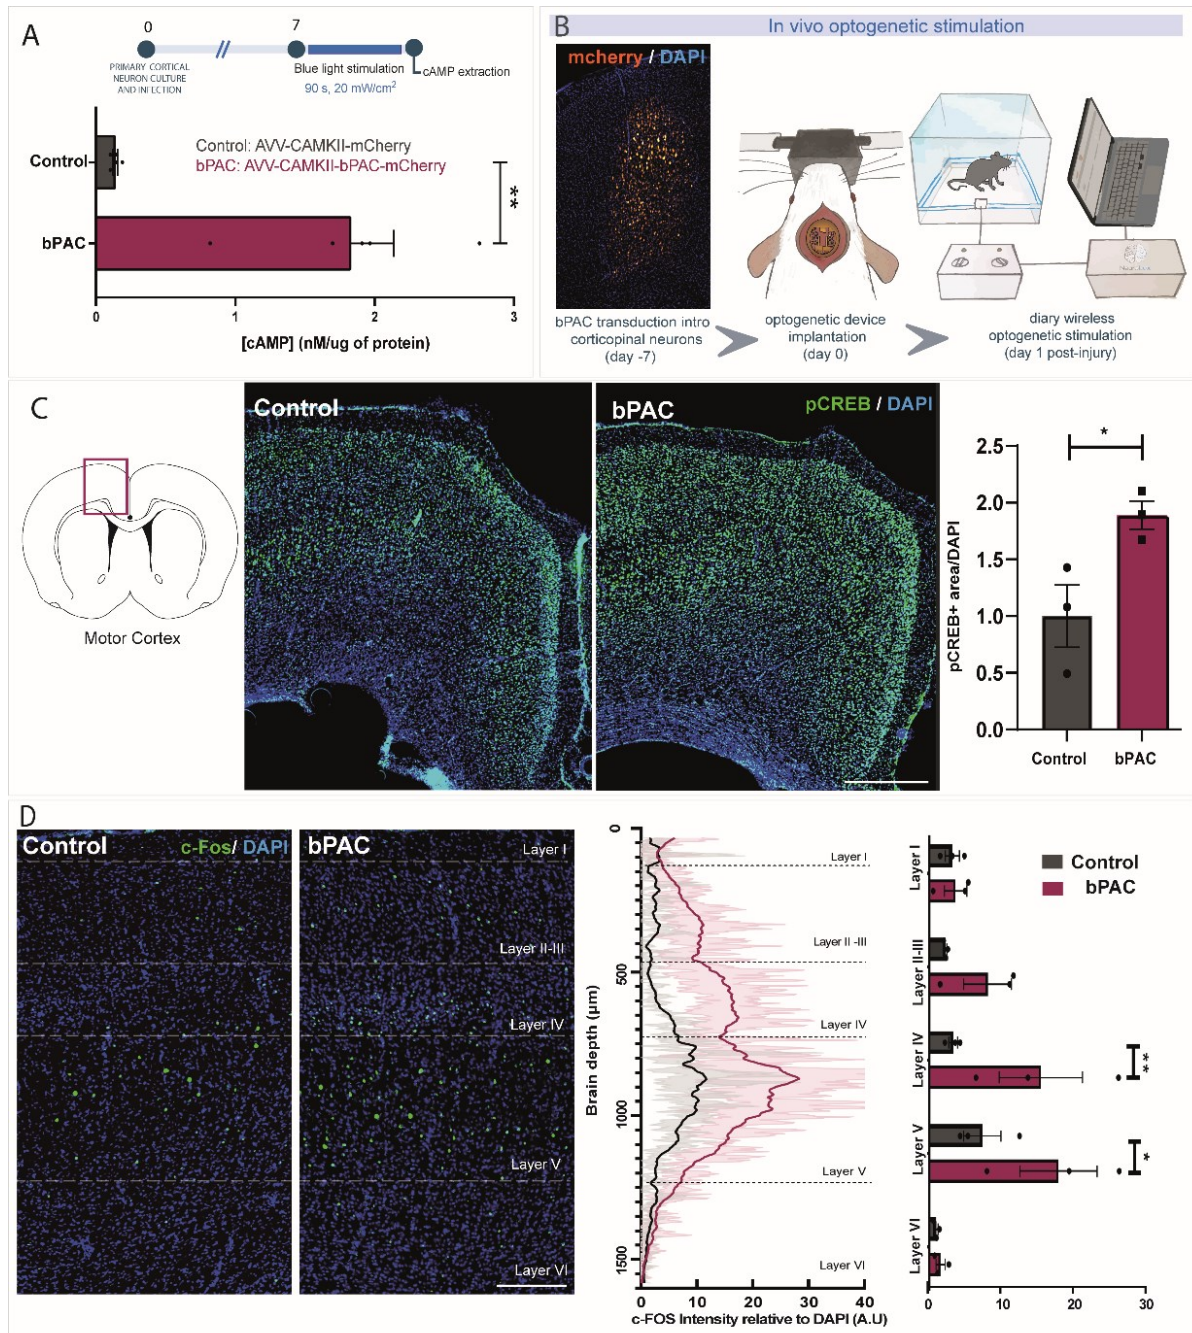 A
0
7
Blue light stimulation
90 s, 20 mW/cm²
cAMP extraction
PRIMARY CORTICAL
NEURON CULTURE
AND INFECTION
Control
bPAC
Control: AVV-CAMKII-mCherry
bPAC: AVV-CAMKII-bPAC-mCherry
**
0
1
2
3
[cAMP] (nM/ug of protein)
B
In vivo optogenetic stimulation
mcherry / DAPI
bPAC transduction intro
corticopinal neurons
(day -7)
optogenetic device
implantation
(day 0)
diary wireless
optogenetic stimulation
(day 1 post-injury)
C
Motor Cortex
Control
bPAC
pCREB / DAPI
pCREB+ area/DAPI
2.5
2.0
1.5
1.0
0.5
0.0
*
Control
bPAC
D
Control
c-Fos/ DAPI
bPAC
Layer I
Layer II-III
Layer IV
Layer V
Layer VI
Brain depth (µm)
0
500
1000
1500
Layer I
Layer II -III
Layer IV
Layer V
Layer VI
0
10
20
30
40
c-FOS Intensity relative to DAPI (A.U)
Layer I
Layer II-III
Layer IV
Layer V
Layer VI
Control
bPAC
**
*
0
10
20
30